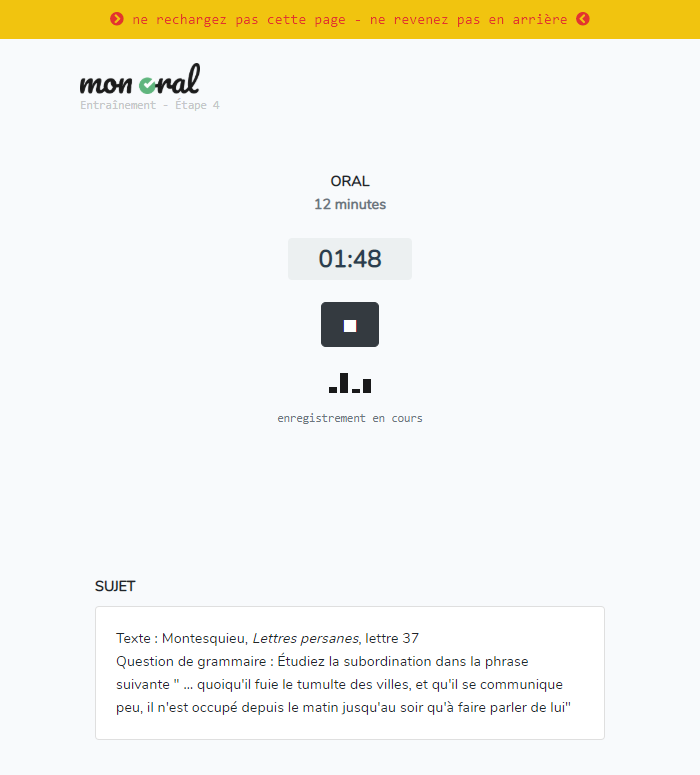 ne rechargez pas cette page - ne revenez pas en arrière
mon oral
Entraînement - Étape 4
ORAL
12 minutes
01:48
enregistrement en cours
SUJET
Texte : Montesquieu, Lettres persanes, lettre 37
Question de grammaire : Étudiez la subordination dans la phrase
suivante " ... quoiqu'il fuie le tumulte des villes, et qu'il se communique
peu, il n'est occupé depuis le matin jusqu'au soir qu'à faire parler de lui"